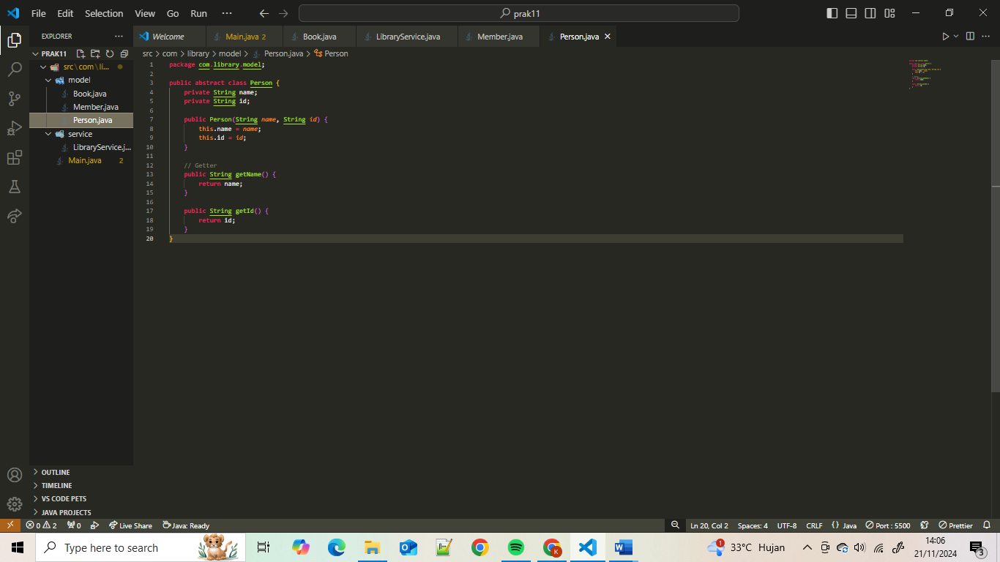 File Edit Selection View Go Run ··· prak11
EXPLORER ···
Welcome Main.java 2 Book.java LibraryService.java Member.java Person.java
PRAK11
src\com\li...
model
Book.java
Member.java
Person.java
service
LibraryService.j...
Main.java 2
OUTLINE
TIMELINE
VS CODE PETS
JAVA PROJECTS
src > com > library > model > Person.java > Person
1 package com.library.model;
2
3 public abstract class Person {
4 private String name;
5 private String id;
6
7 public Person(String name, String id) {
8 this.name = name;
9 this.id = id;
10 }
11
12 // Getter
13 public String getName() {
14 return name;
15 }
16
17 public String getId() {
18 return id;
19 }
20 }
0 2 0 Live Share Java: Ready Ln 20, Col 2 Spaces: 4 UTF-8 CRLF {} Java Port : 5500 Prettier
Type here to search 1 33°C Hujan 14:06
21/11/2024 3